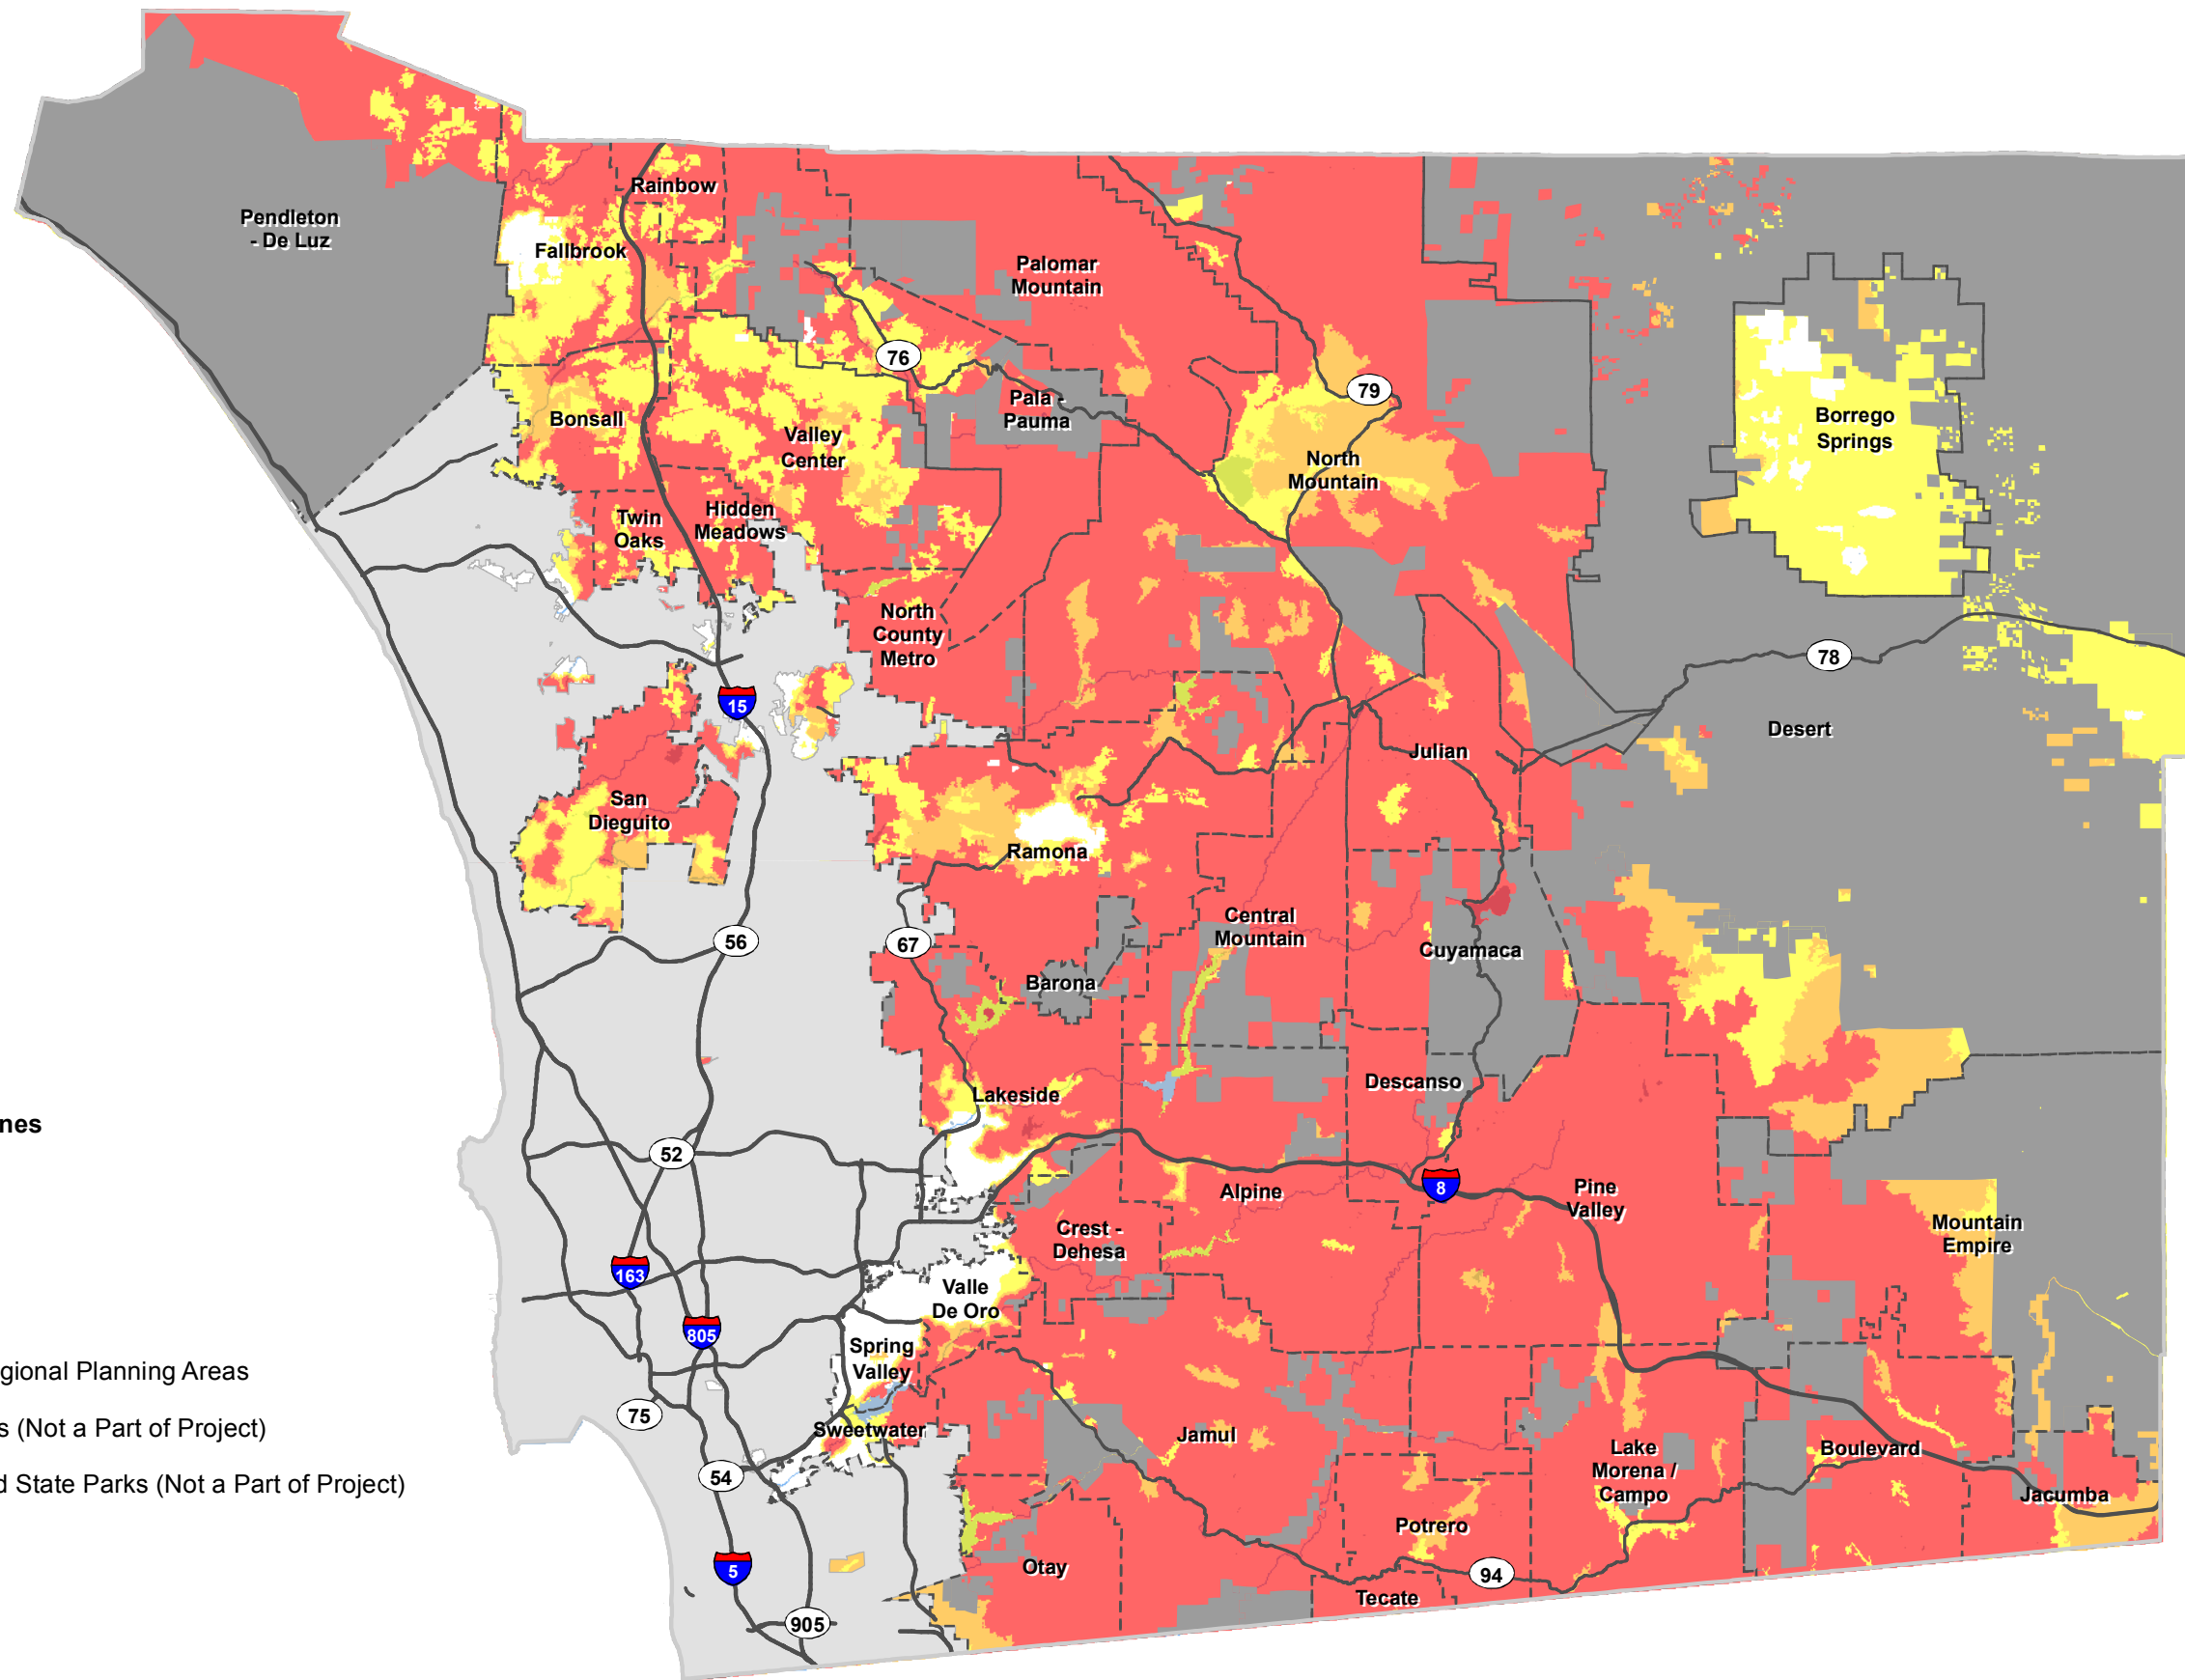 Pendleton
- De Luz
Rainbow
Fallbrook
Palomar
Mountain
76
79
Pala -
Pauma
Bonsall
Valley
Center
North
Mountain
Borrego
Springs
Twin
Oaks
Hidden
Meadows
North
County
Metro
78
15
Desert
Julian
San
Dieguito
Ramona
56
67
Central
Mountain
Cuyamaca
Barona
Descanso
Lakeside
nes
52
8
Alpine
Pine
Valley
Crest -
Dehesa
Mountain
Empire
163
Valle
De Oro
805
Spring
Valley
gional Planning Areas
75
s (Not a Part of Project)
Sweetwater
Jamul
Lake
Morena /
Campo
Boulevard
54
d State Parks (Not a Part of Project)
Jacumba
Potrero
Otay
5
94
Tecate
905